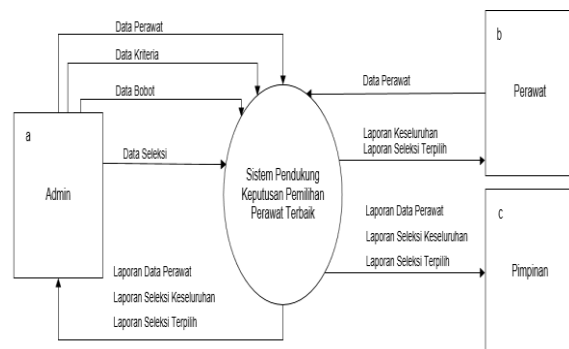 Data Perawat
Data Kriteria
Data Bobot
a
Admin
Data Seleksi
Sistem Pendukung
Keputusan Pemilihan
Perawat Terbaik
Laporan Data Perawat
Laporan Seleksi Keseluruhan
Laporan Seleksi Terpilih
b
Perawat
Data Perawat
Laporan Keseluruhan
Laporan Seleksi Terpilih
c
Pimpinan
Laporan Data Perawat
Laporan Seleksi Keseluruhan
Laporan Seleksi Terpilih